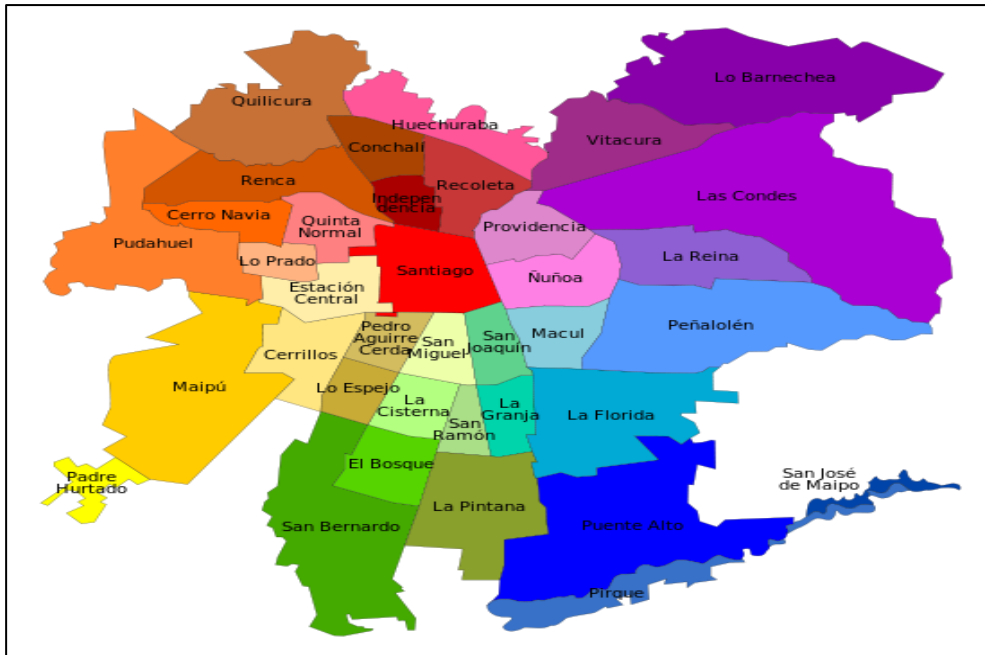 Lo Barnechea
Quilicura
Huechuraba
Vitacura
Conchalí
Renca
Recoleta
Indepen
dencia
Las Condes
Cerro Navia
Quinta
Normal
Providencia
Pudahuel
Lo Prado
Santiago
Ñuñoa
La Reina
Estación
Central
Pedro
Aguirre
Cerda
San
Miguel
San
Joaquín
Macul
Peñalolén
Cerrillos
Maipú
Lo Espejo
La
Cisterna
San
Ramón
La
Granja
La Florida
El Bosque
Padre
Hurtado
San José
de Maipo
San Bernardo
La Pintana
Puente Alto
Pirque